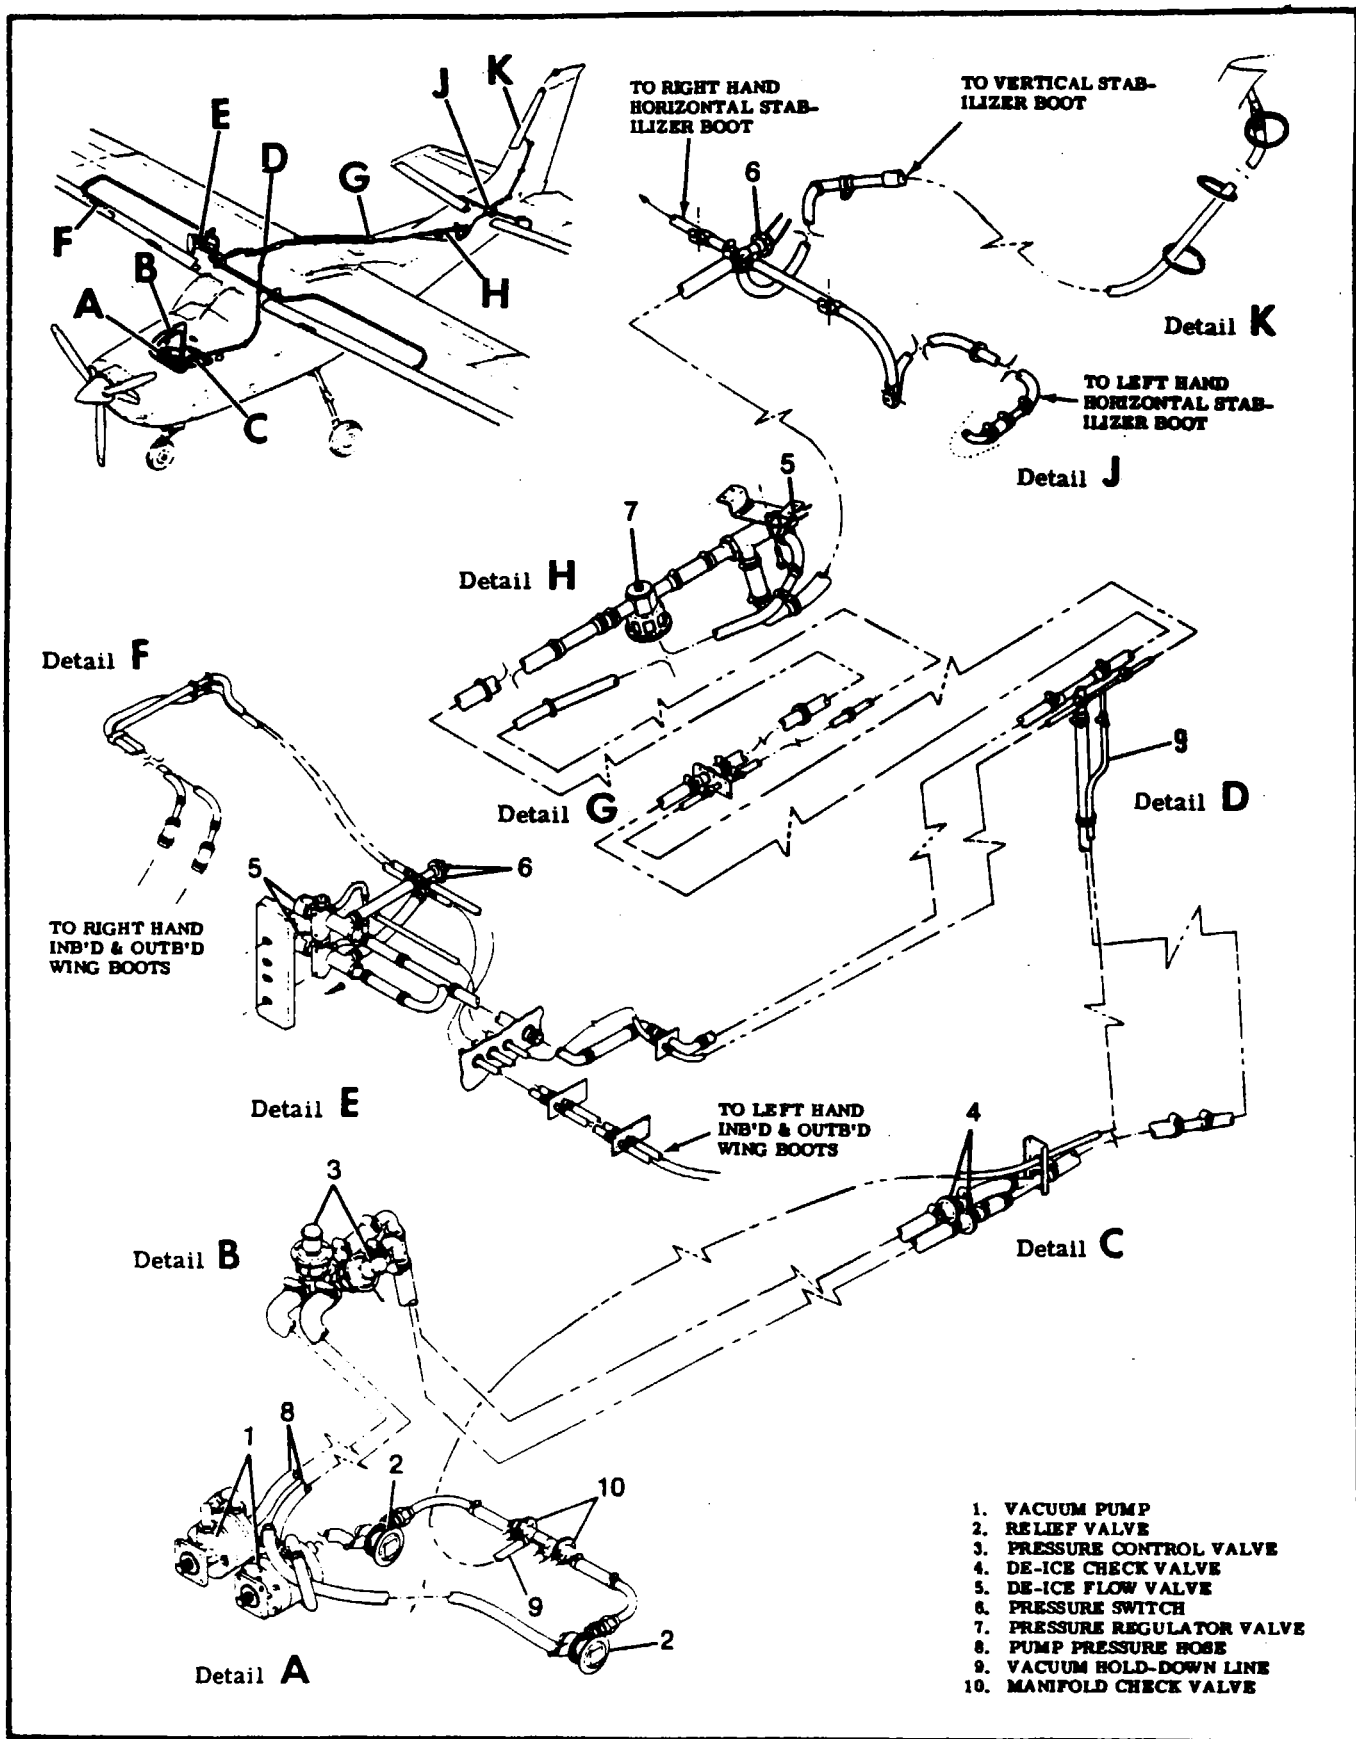 K
J
E
D
G
F
B
A
H
C
TO RIGHT HAND
HORIZONTAL STAB-
ILIZER BOOT
TO VERTICAL STAB-
ILIZER BOOT
6
Detail K
TO LEFT HAND
HORIZONTAL STAB-
ILIZER BOOT
Detail J
5
7
Detail H
Detail F
9
Detail G
Detail D
5
6
TO RIGHT HAND
INB'D & OUTB'D
WING BOOTS
Detail E
TO LEFT HAND
INB'D & OUTB'D
WING BOOTS
4
3
Detail B
Detail C
8
1
2
10
9
2
Detail A
1. VACUUM PUMP
2. RELIEF VALVE
3. PRESSURE CONTROL VALVE
4. DE-ICE CHECK VALVE
5. DE-ICE FLOW VALVE
6. PRESSURE SWITCH
7. PRESSURE REGULATOR VALVE
8. PUMP PRESSURE HOSE
9. VACUUM HOLD-DOWN LINE
10. MANIFOLD CHECK VALVE